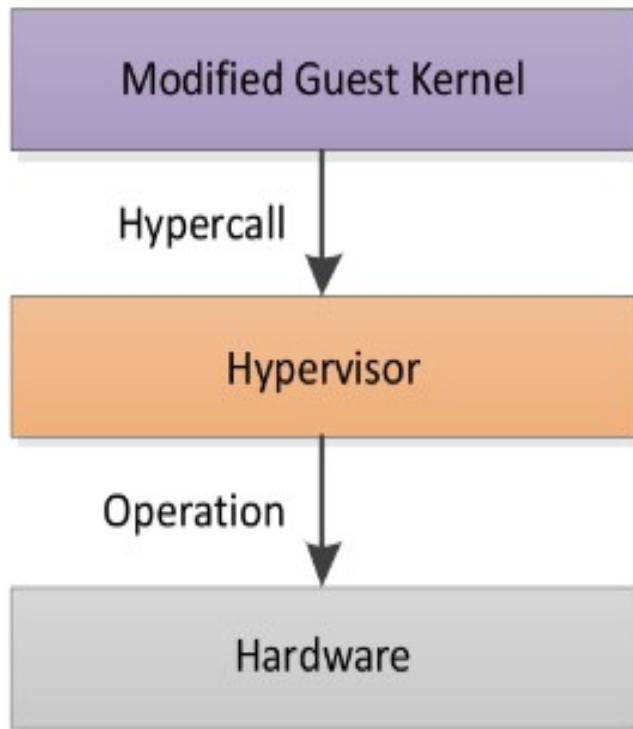 Modified Guest Kernel
Hypercall
Hypervisor
Operation
Hardware